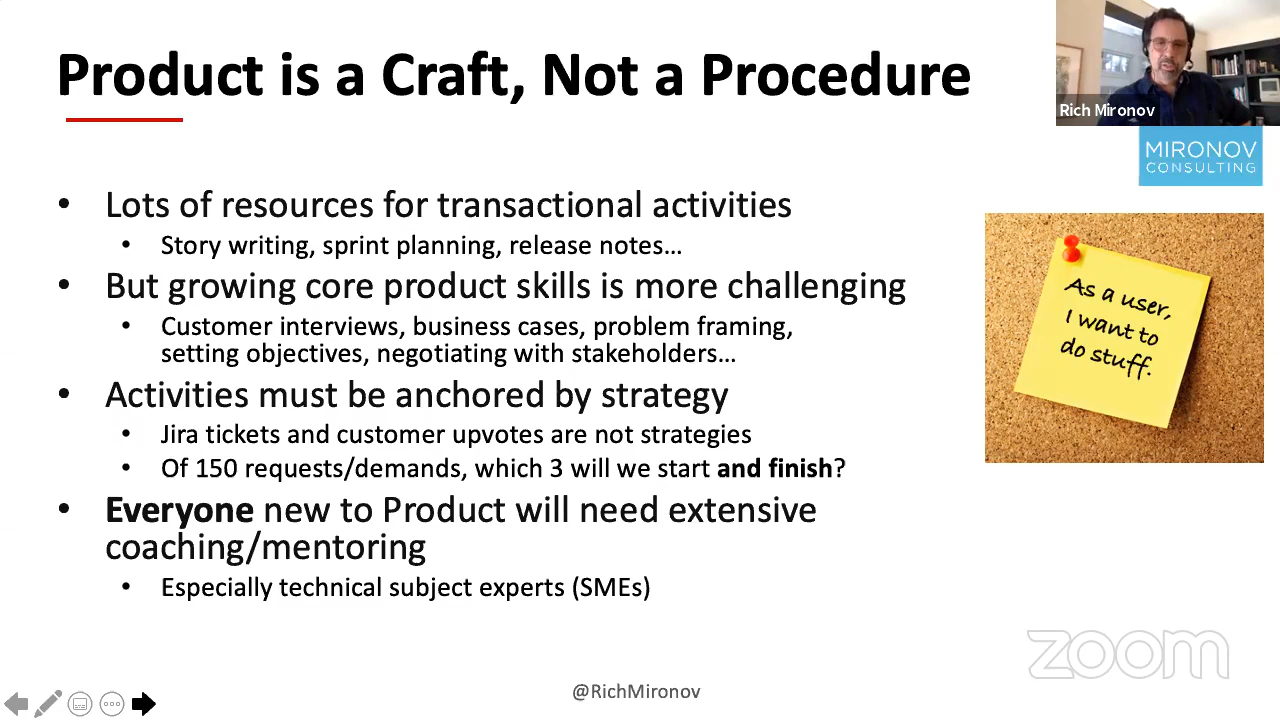 Product is a Craft, Not a Procedure
Rich Mironov
MIRONOV
CONSULTING
• Lots of resources for transactional activities
• Story writing, sprint planning, release notes…
• But growing core product skills is more challenging
• Customer interviews, business cases, problem framing,
setting objectives, negotiating with stakeholders…
• Activities must be anchored by strategy
• Jira tickets and customer upvotes are not strategies
• Of 150 requests/demands, which 3 will we start and finish?
• Everyone new to Product will need extensive
coaching/mentoring
• Especially technical subject experts (SMEs)
As a user,
I want to
do stuff.
zoom
@RichMironov